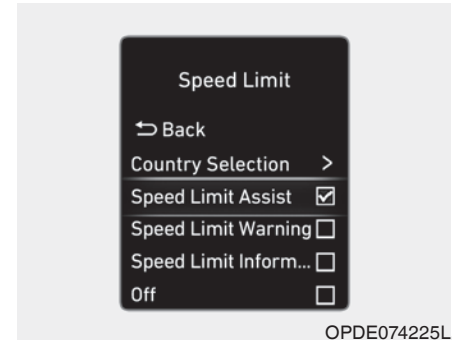 Speed Limit
Back
Country Selection >
Speed Limit Assist
Speed Limit Warning
Speed Limit Inform...
Off
OPDE074225L